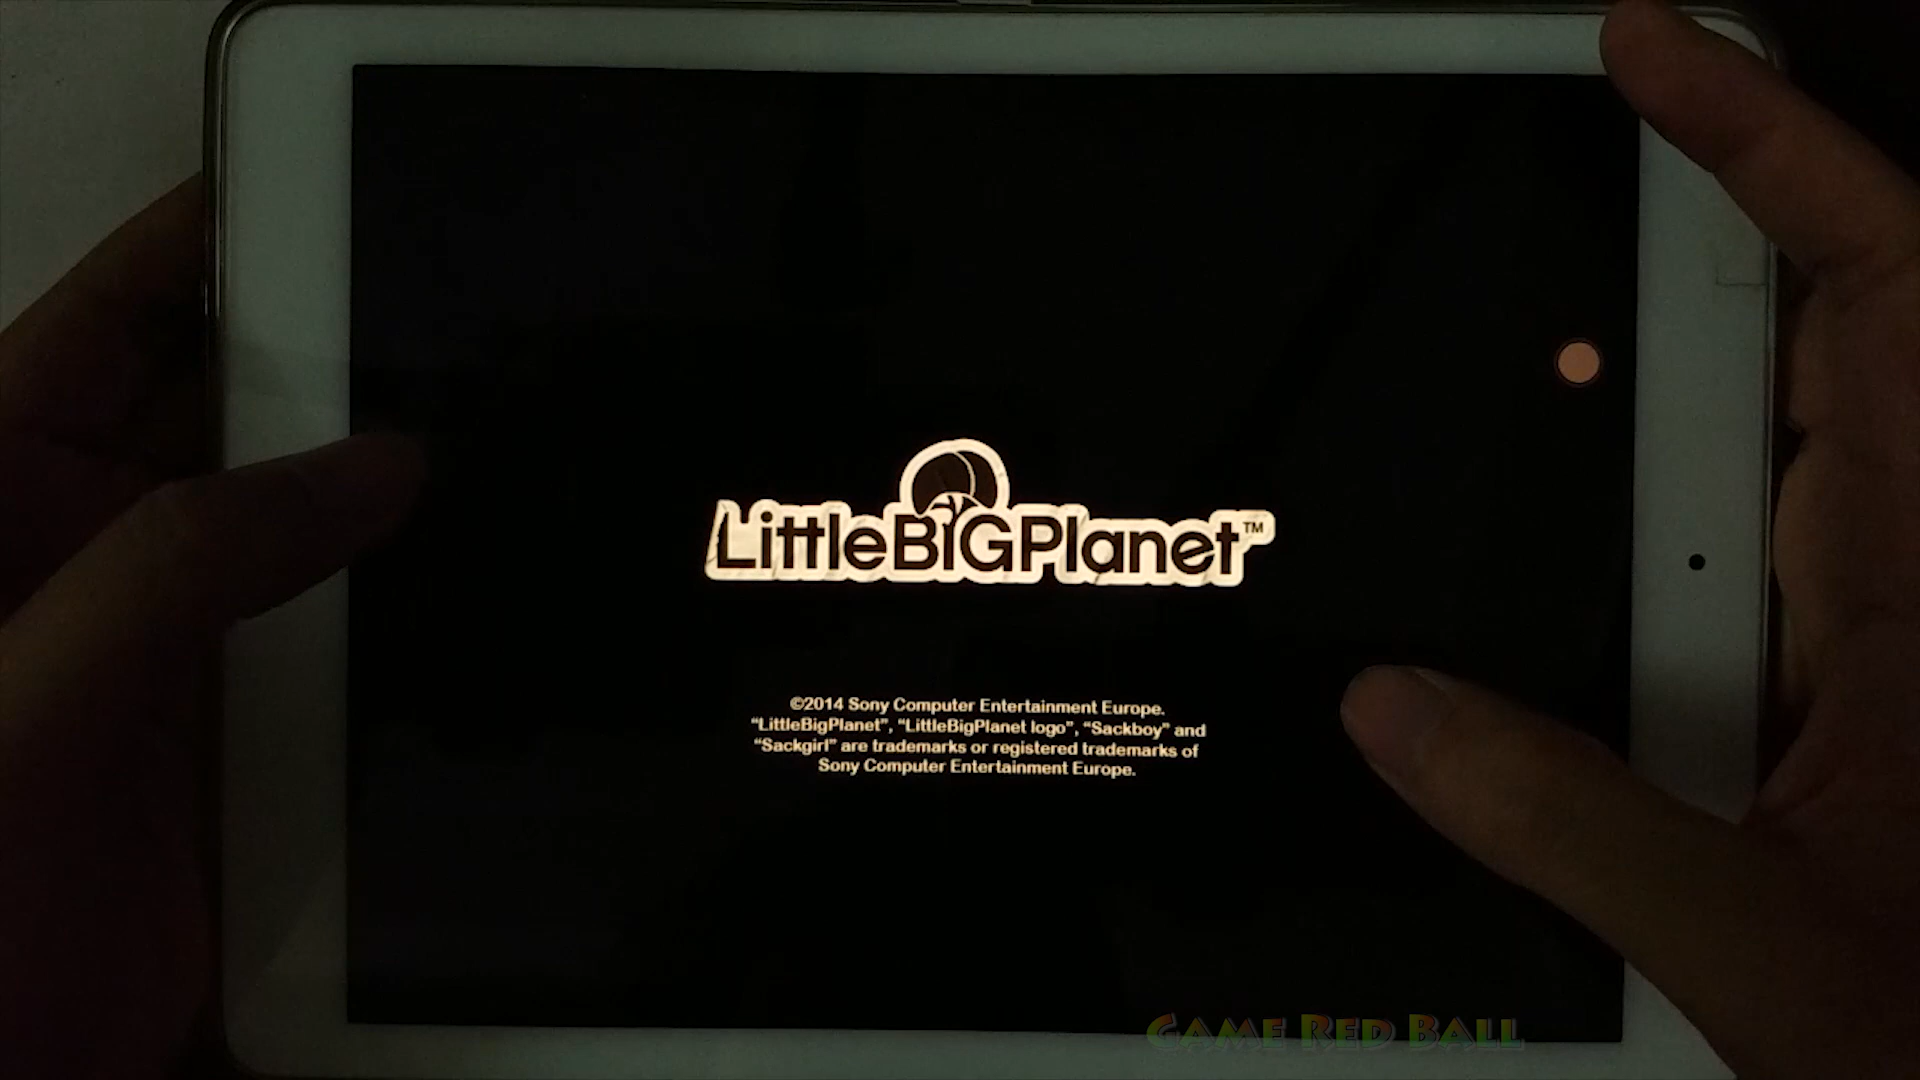 LittleBIGPlanet™
©2014 Sony Computer Entertainment Europe.
“LittleBigPlanet”, “LittleBigPlanet logo”, “Sackboy” and
“Sackgirl” are trademarks or registered trademarks of
Sony Computer Entertainment Europe.
GAME RED BALL